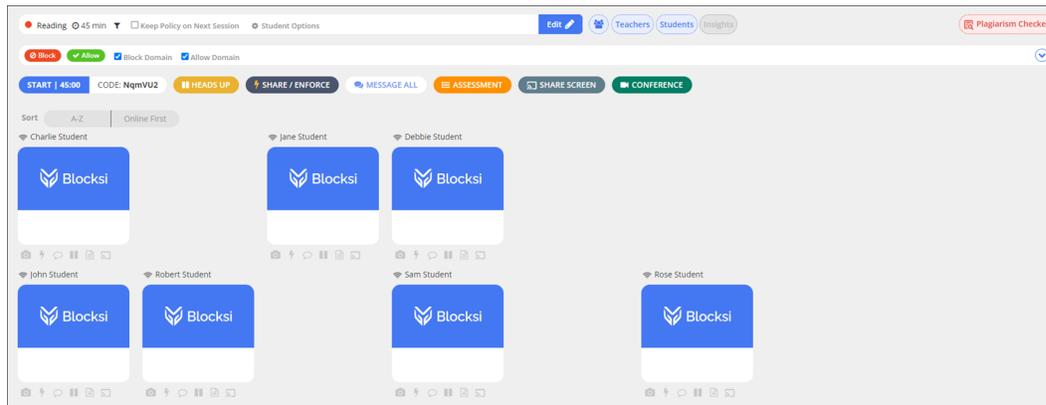 Reading 45 min Keep Policy on Next Session Student Options Edit Teachers Students Insights Plagiarism Checke
Block Allow Block Domain Allow Domain
START | 45:00 CODE: NqmVU2 HEADS UP SHARE / ENFORCE MESSAGE ALL ASSESSMENT SHARE SCREEN CONFERENCE
Sort A-Z Online First
Charlie Student Jane Student Debbie Student
Blocksi Blocksi Blocksi
John Student Robert Student Sam Student Rose Student
Blocksi Blocksi Blocksi Blocksi